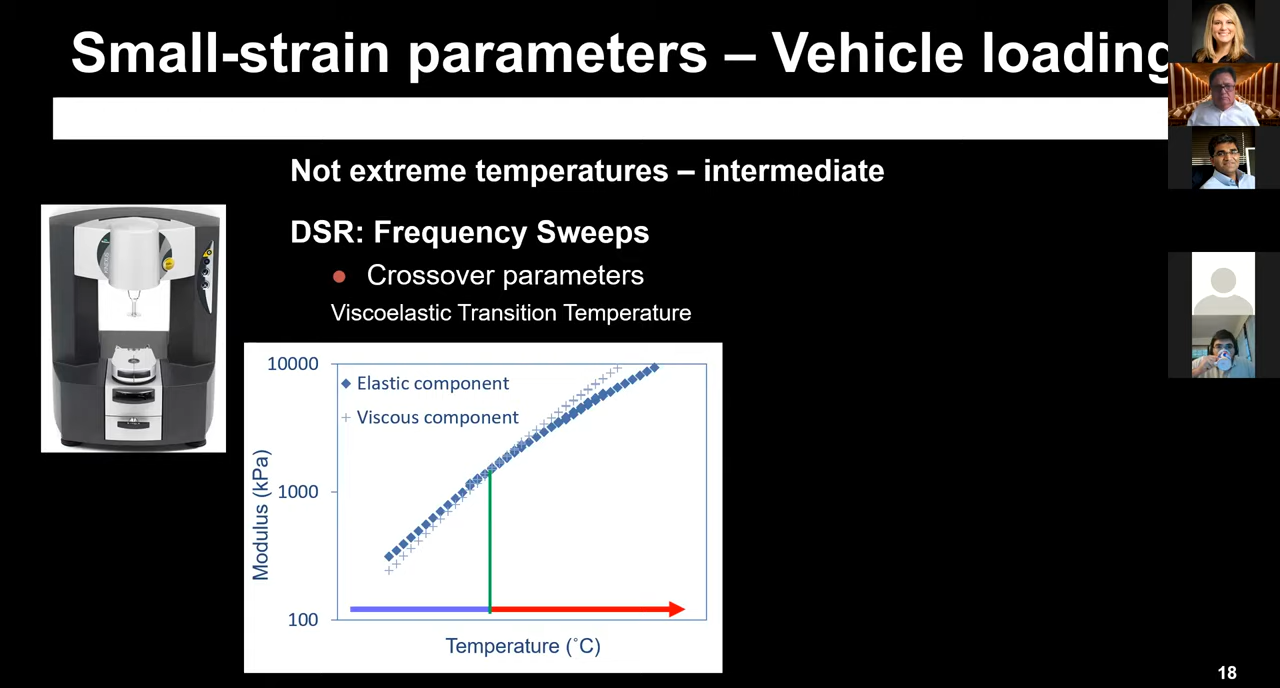 Small-strain parameters – Vehicle loading
Not extreme temperatures – intermediate
DSR: Frequency Sweeps
Crossover parameters
Viscoelastic Transition Temperature
10000
Elastic component
Viscous component
1000
Modulus (kPa)
100
Temperature (°C)
18